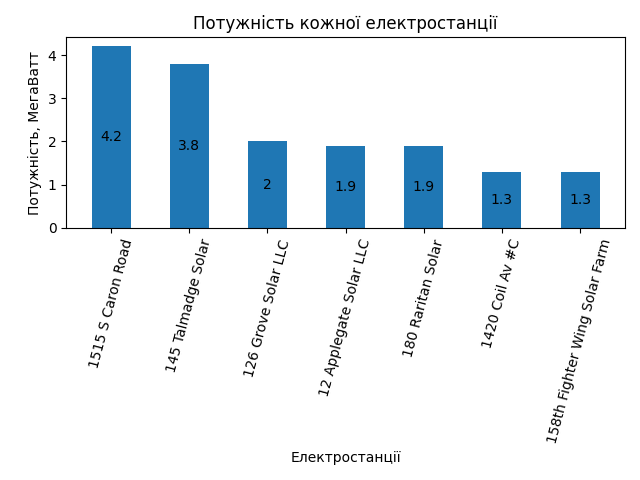 Потужність кожної електростанції
Потужність, МегаВатт
4
3
2
1
0
4.2
3.8
2
1.9
1.9
1.3
1.3
1515 S Caron Road
145 Talmadge Solar
126 Grove Solar LLC
12 Applegate Solar LLC
180 Raritan Solar
1420 Coil Av #C
158th Fighter Wing Solar Farm
Електростанції